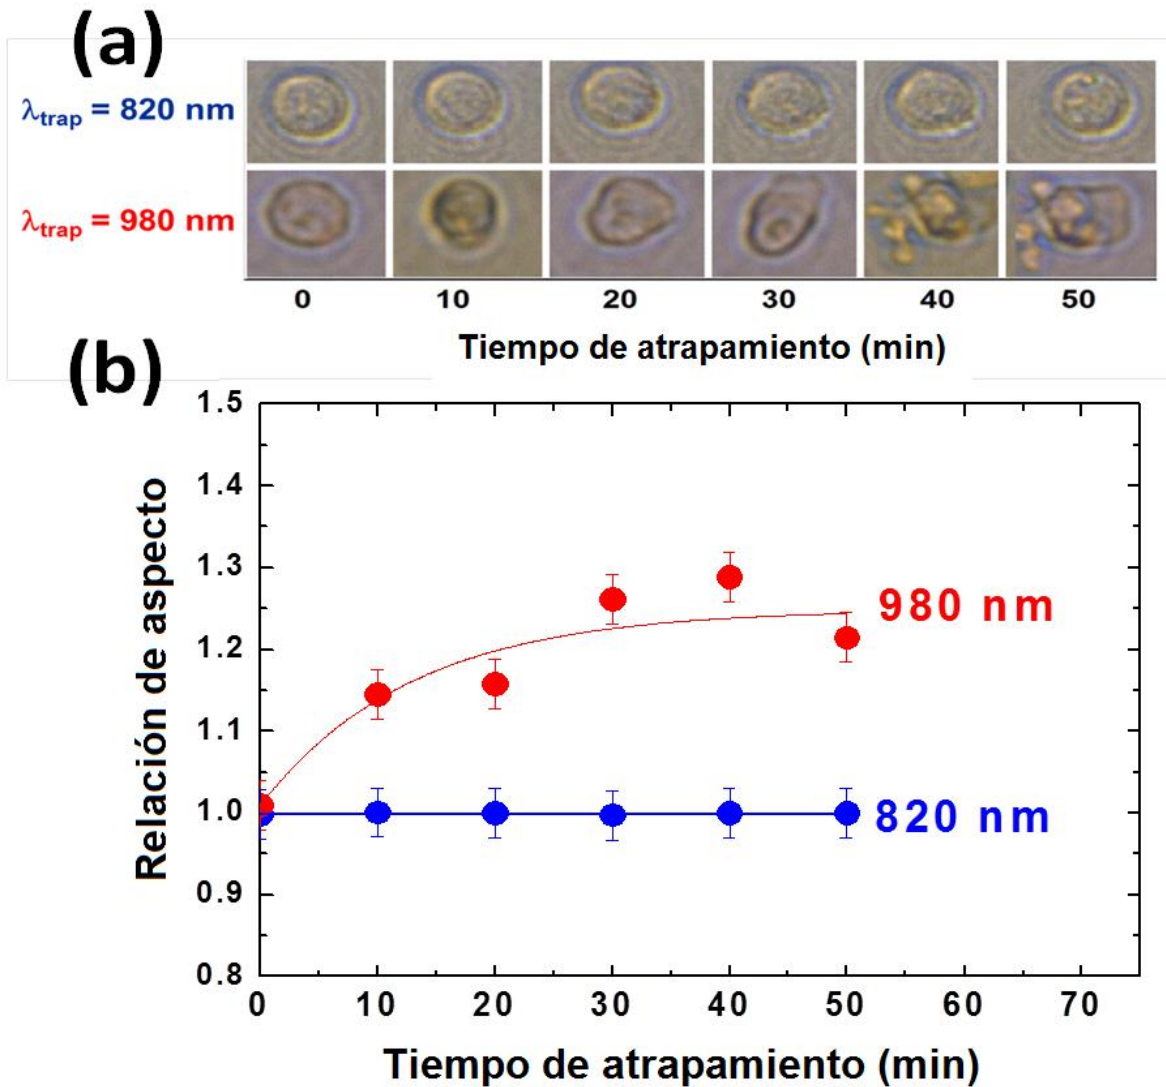 (a)
λtrap = 820 nm
λtrap = 980 nm
0 10 20 30 40 50
Tiempo de atrapamiento (min)
(b)
1.5
1.4
1.3
1.2
1.1
1.0
0.9
0.8
Relación de aspecto
980 nm
820 nm
0 10 20 30 40 50 60 70
Tiempo de atrapamiento (min)